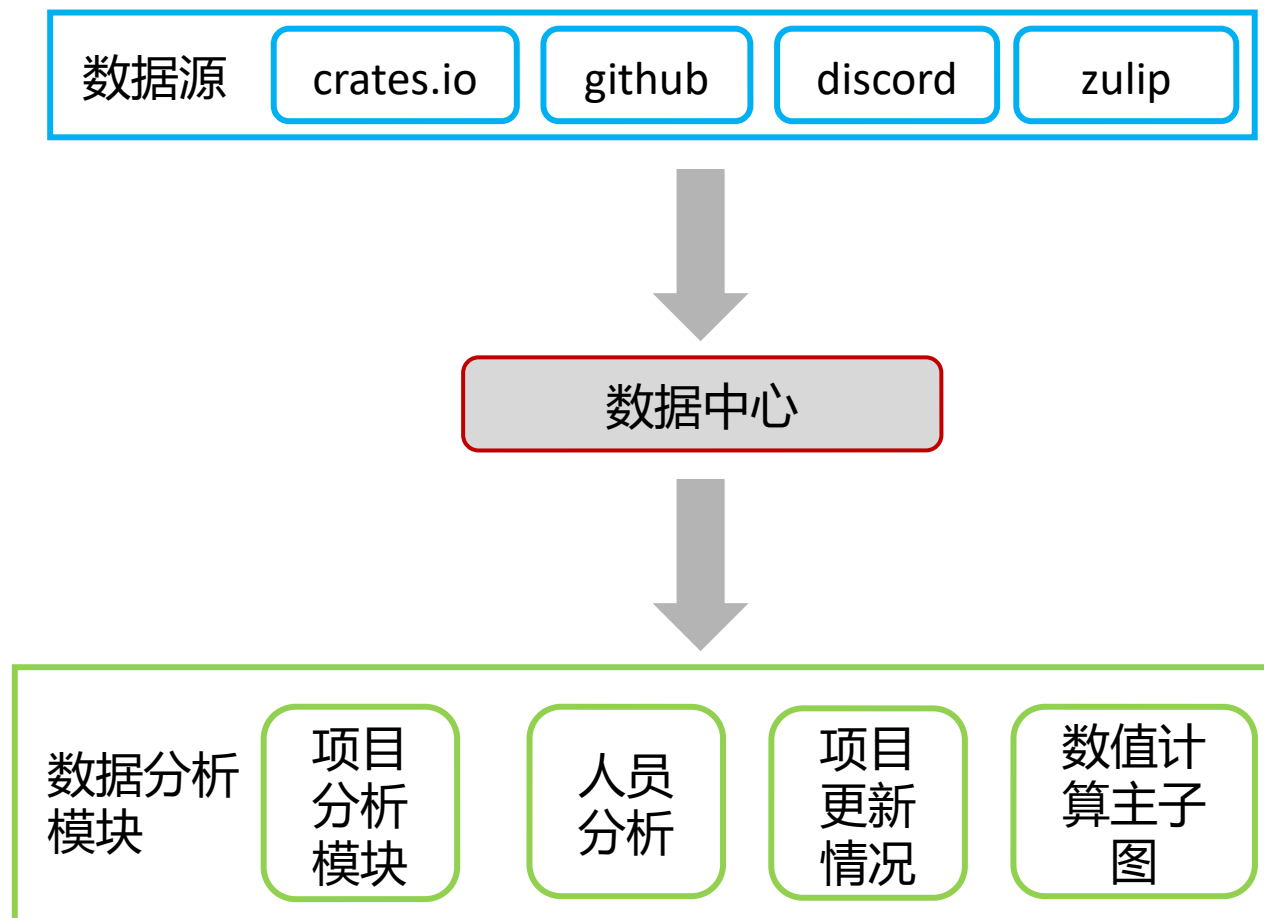 数据源
crates.io
github
discord
zulip
数据中心
数据分析
模块
项目
分析
模块
人员
分析
项目
更新
情况
数值计
算主子
图